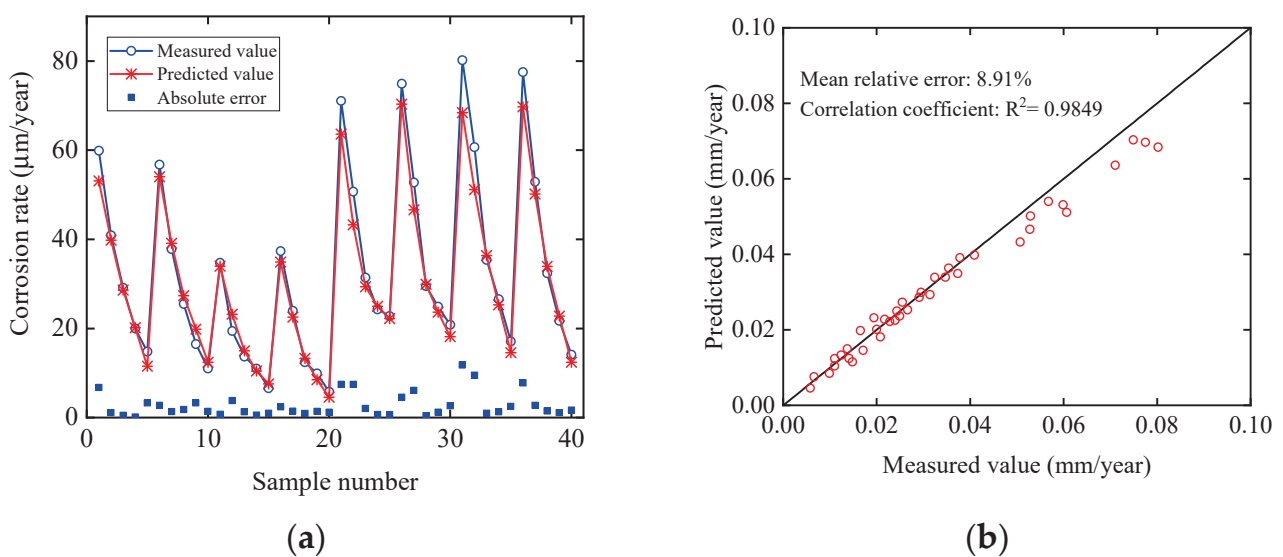 Measured value
Predicted value
Absolute error
Corrosion rate (μm/year)
80
60
40
20
0
0
10
20
30
40
Sample number
(a)
Mean relative error: 8.91%
Correlation coefficient: R²= 0.9849
Predicted value (mm/year)
0.10
0.08
0.06
0.04
0.02
0.00
0.00
0.02
0.04
0.06
0.08
0.10
Measured value (mm/year)
(b)